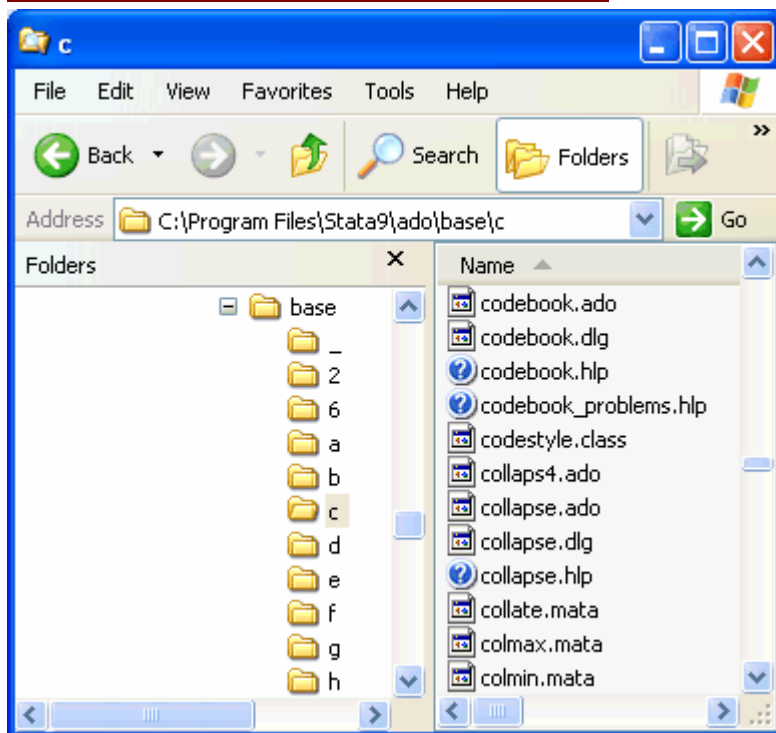 c
File Edit View Favorites Tools Help
Back Search Folders
Address C:\Program Files\Stata9\ado\base\c Go
Folders
base
_
2
6
a
b
c
d
e
f
g
h
Name
codebook.ado
codebook.dlg
codebook.hlp
codebook_problems.hlp
codestyle.class
collaps4.ado
collapse.ado
collapse.dlg
collapse.hlp
collate.mata
colmax.mata
colmin.mata